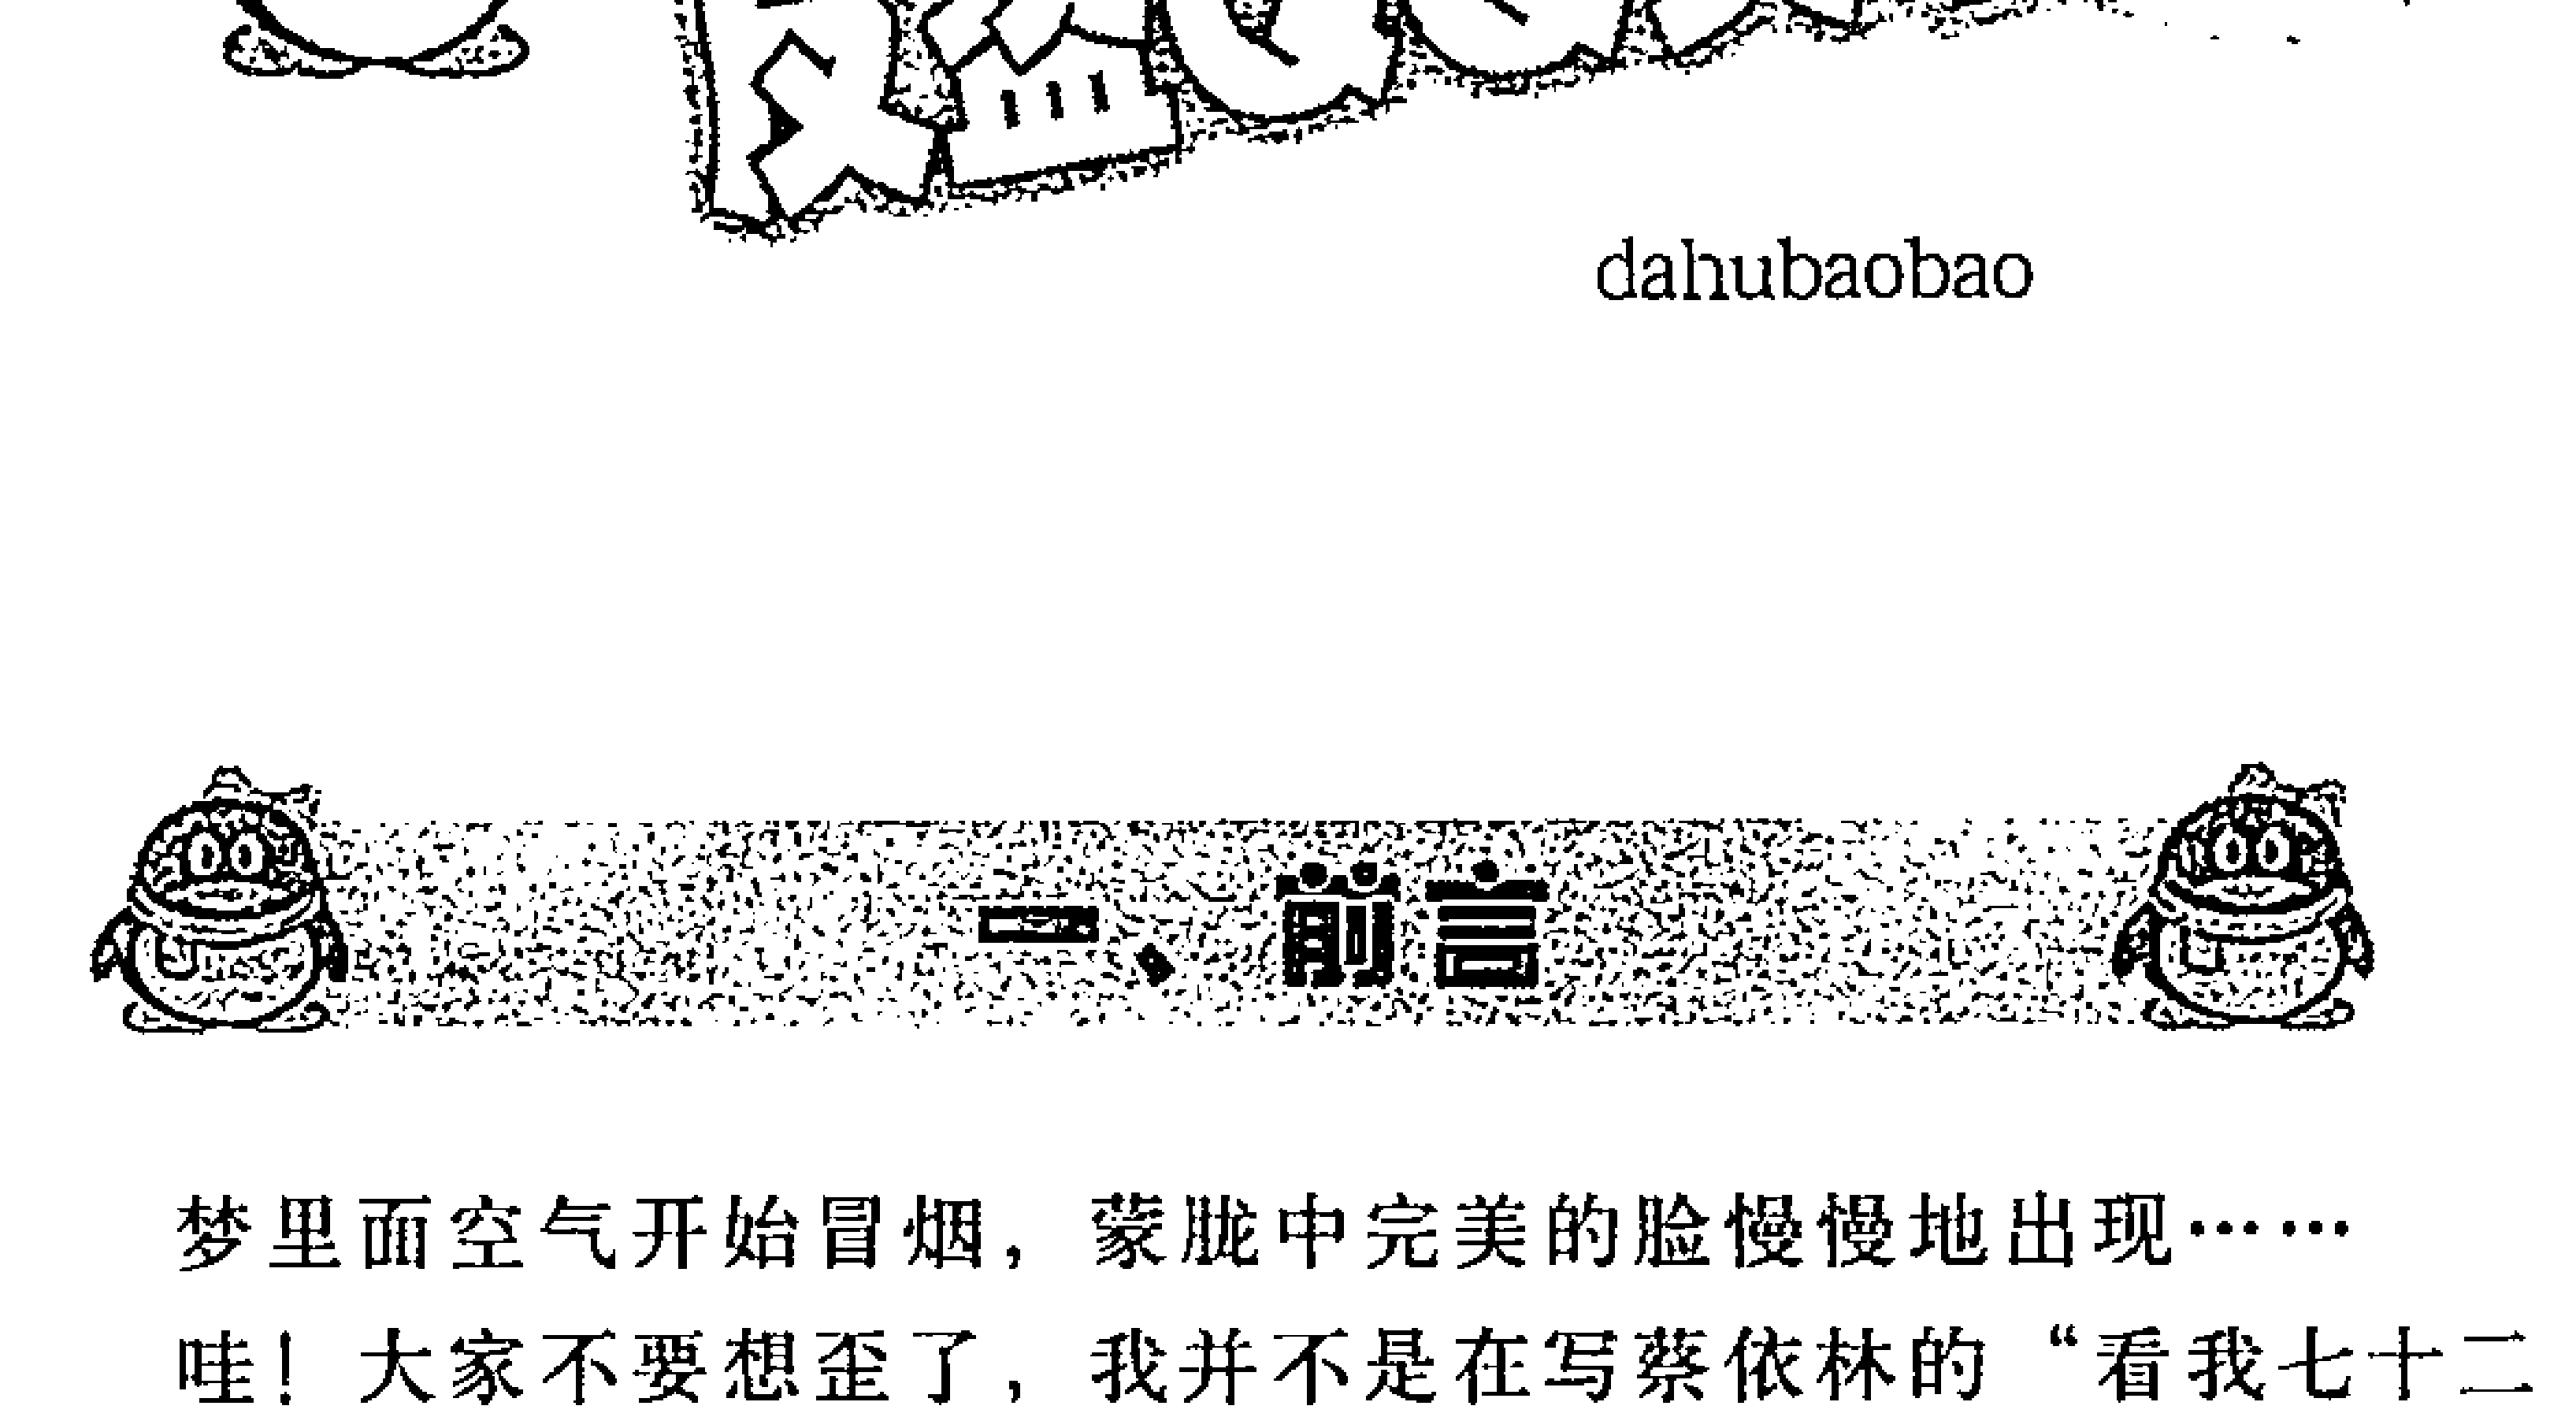 dahubaobao
一、前言
梦里面空气开始冒烟，蒙胧中完美的脸慢慢地出现……
哇！大家不要想歪了，我并不是在写蔡依林的“看我七十二